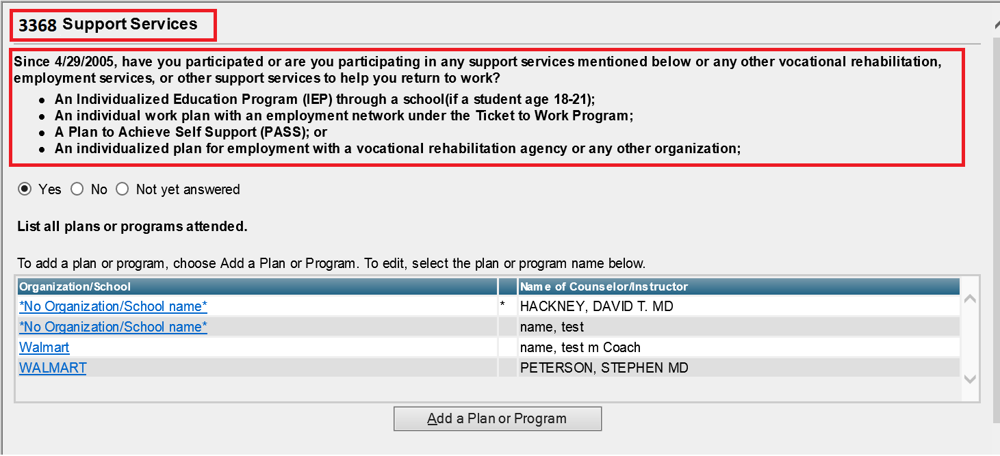 3368 Support Services
Since 4/29/2005, have you participated or are you participating in any support services mentioned below or any other vocational rehabilitation,
employment services, or other support services to help you return to work?
• An Individualized Education Program (IEP) through a school(if a student age 18-21);
• An individual work plan with an employment network under the Ticket to Work Program;
• A Plan to Achieve Self Support (PASS); or
• An individualized plan for employment with a vocational rehabilitation agency or any other organization;
Yes No Not yet answered
List all plans or programs attended.
To add a plan or program, choose Add a Plan or Program. To edit, select the plan or program name below.
Organization/School Name of Counselor/Instructor
*No Organization/School name* * HACKNEY, DAVID T. MD
*No Organization/School name* name, test
Walmart name, test m Coach
WALMART PETERSON, STEPHEN MD
Add a Plan or Program